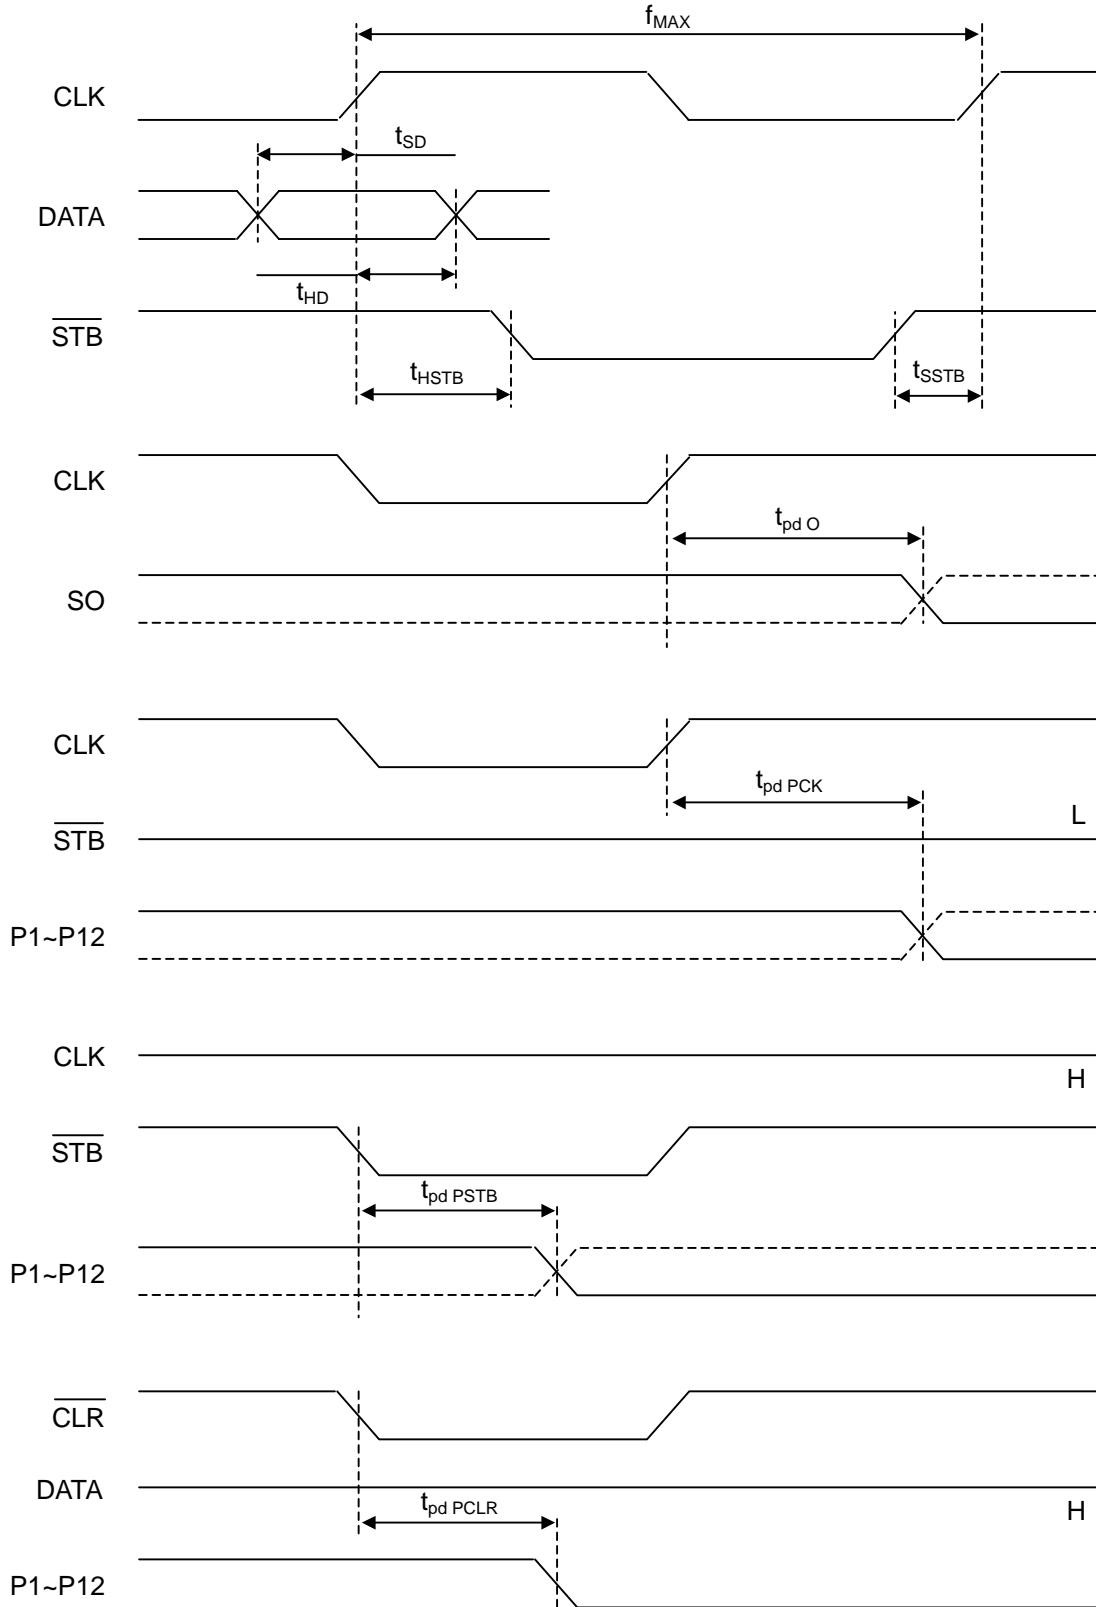 fMAX
CLK
tSD
DATA
tHD
STB
tHSTB
tSSTB
CLK
tpd O
SO
CLK
tpd PCK
L
STB
P1~P12
CLK
H
STB
tpd PSTB
P1~P12
CLR
DATA
tpd PCLR
H
P1~P12